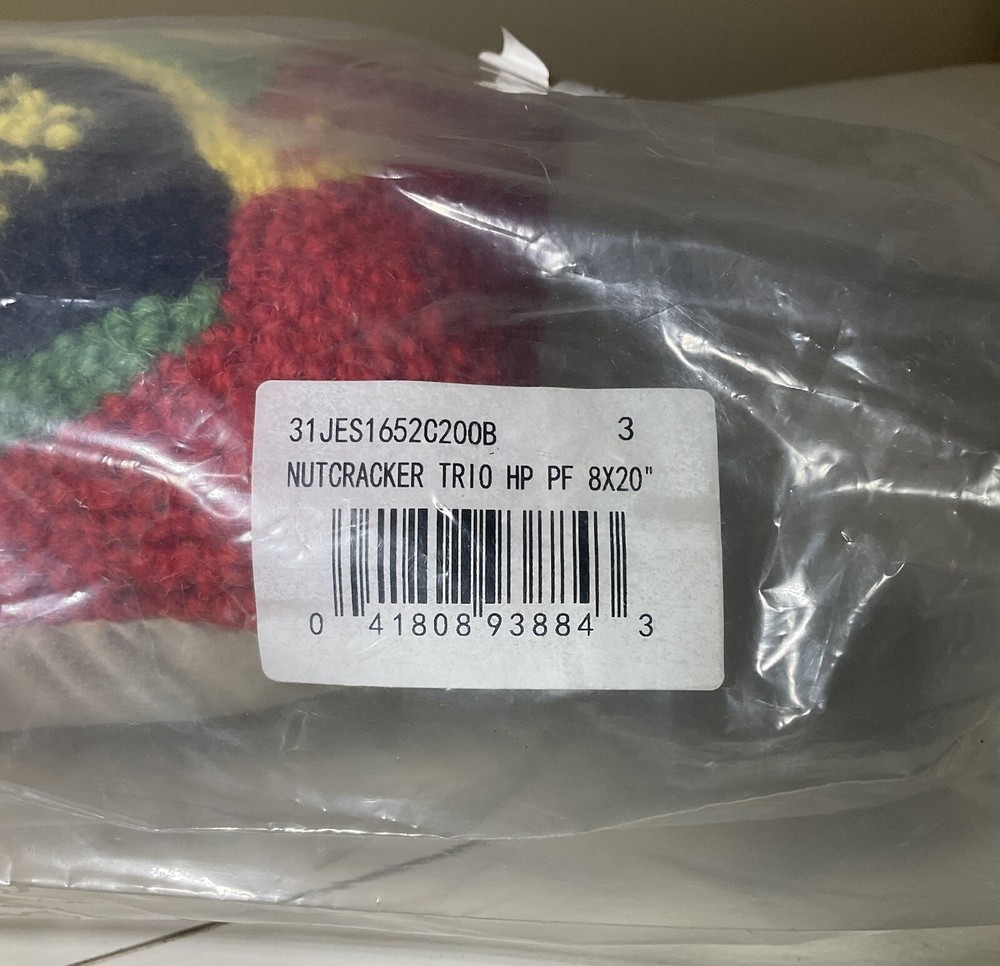 31JES1652C200B 3
NUTCRACKER TRIO HP PF 8X20"
0 41808 93884 3